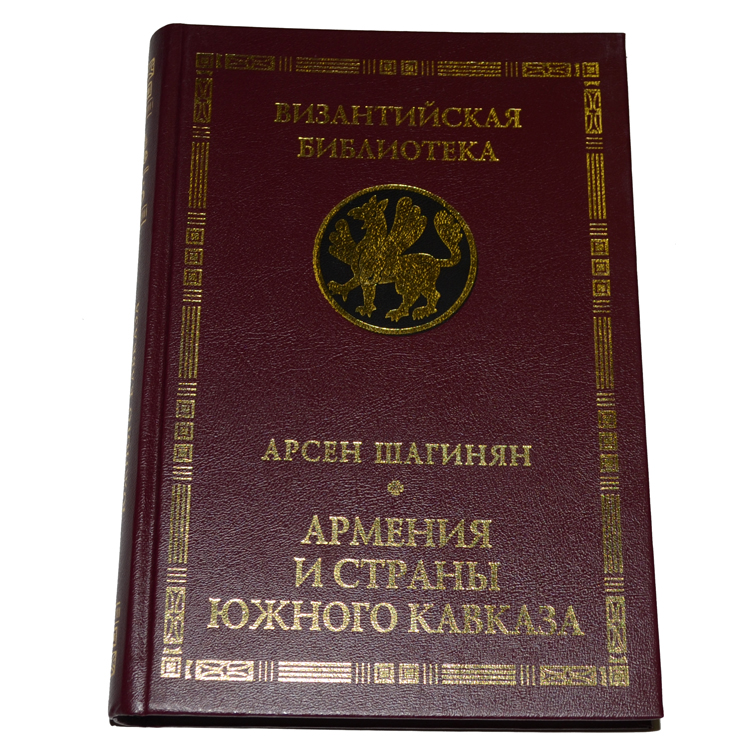 ВИЗАНТИЙСКАЯ
БИБЛИОТЕКА
АРСЕН ШАГИНЯН
АРМЕНИЯ
И СТРАНЫ
ЮЖНОГО КАВКАЗА